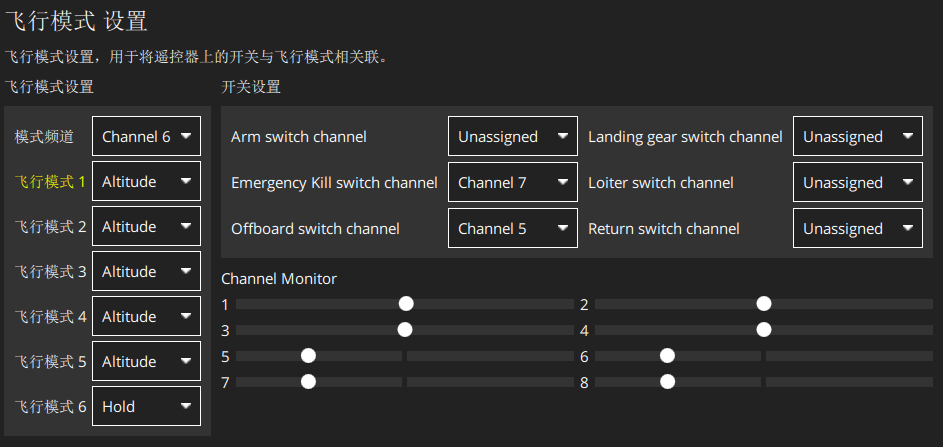 飞行模式 设置
飞行模式设置，用于将遥控器上的开关与飞行模式相关联。
飞行模式设置
模式频道 Channel 6
飞行模式 1 Altitude
飞行模式 2 Altitude
飞行模式 3 Altitude
飞行模式 4 Altitude
飞行模式 5 Altitude
飞行模式 6 Hold
开关设置
Arm switch channel Unassigned Landing gear switch channel Unassigned
Emergency Kill switch channel Channel 7 Loiter switch channel Unassigned
Offboard switch channel Channel 5 Return switch channel Unassigned
Channel Monitor
1 2
3 4
5 6
7 8